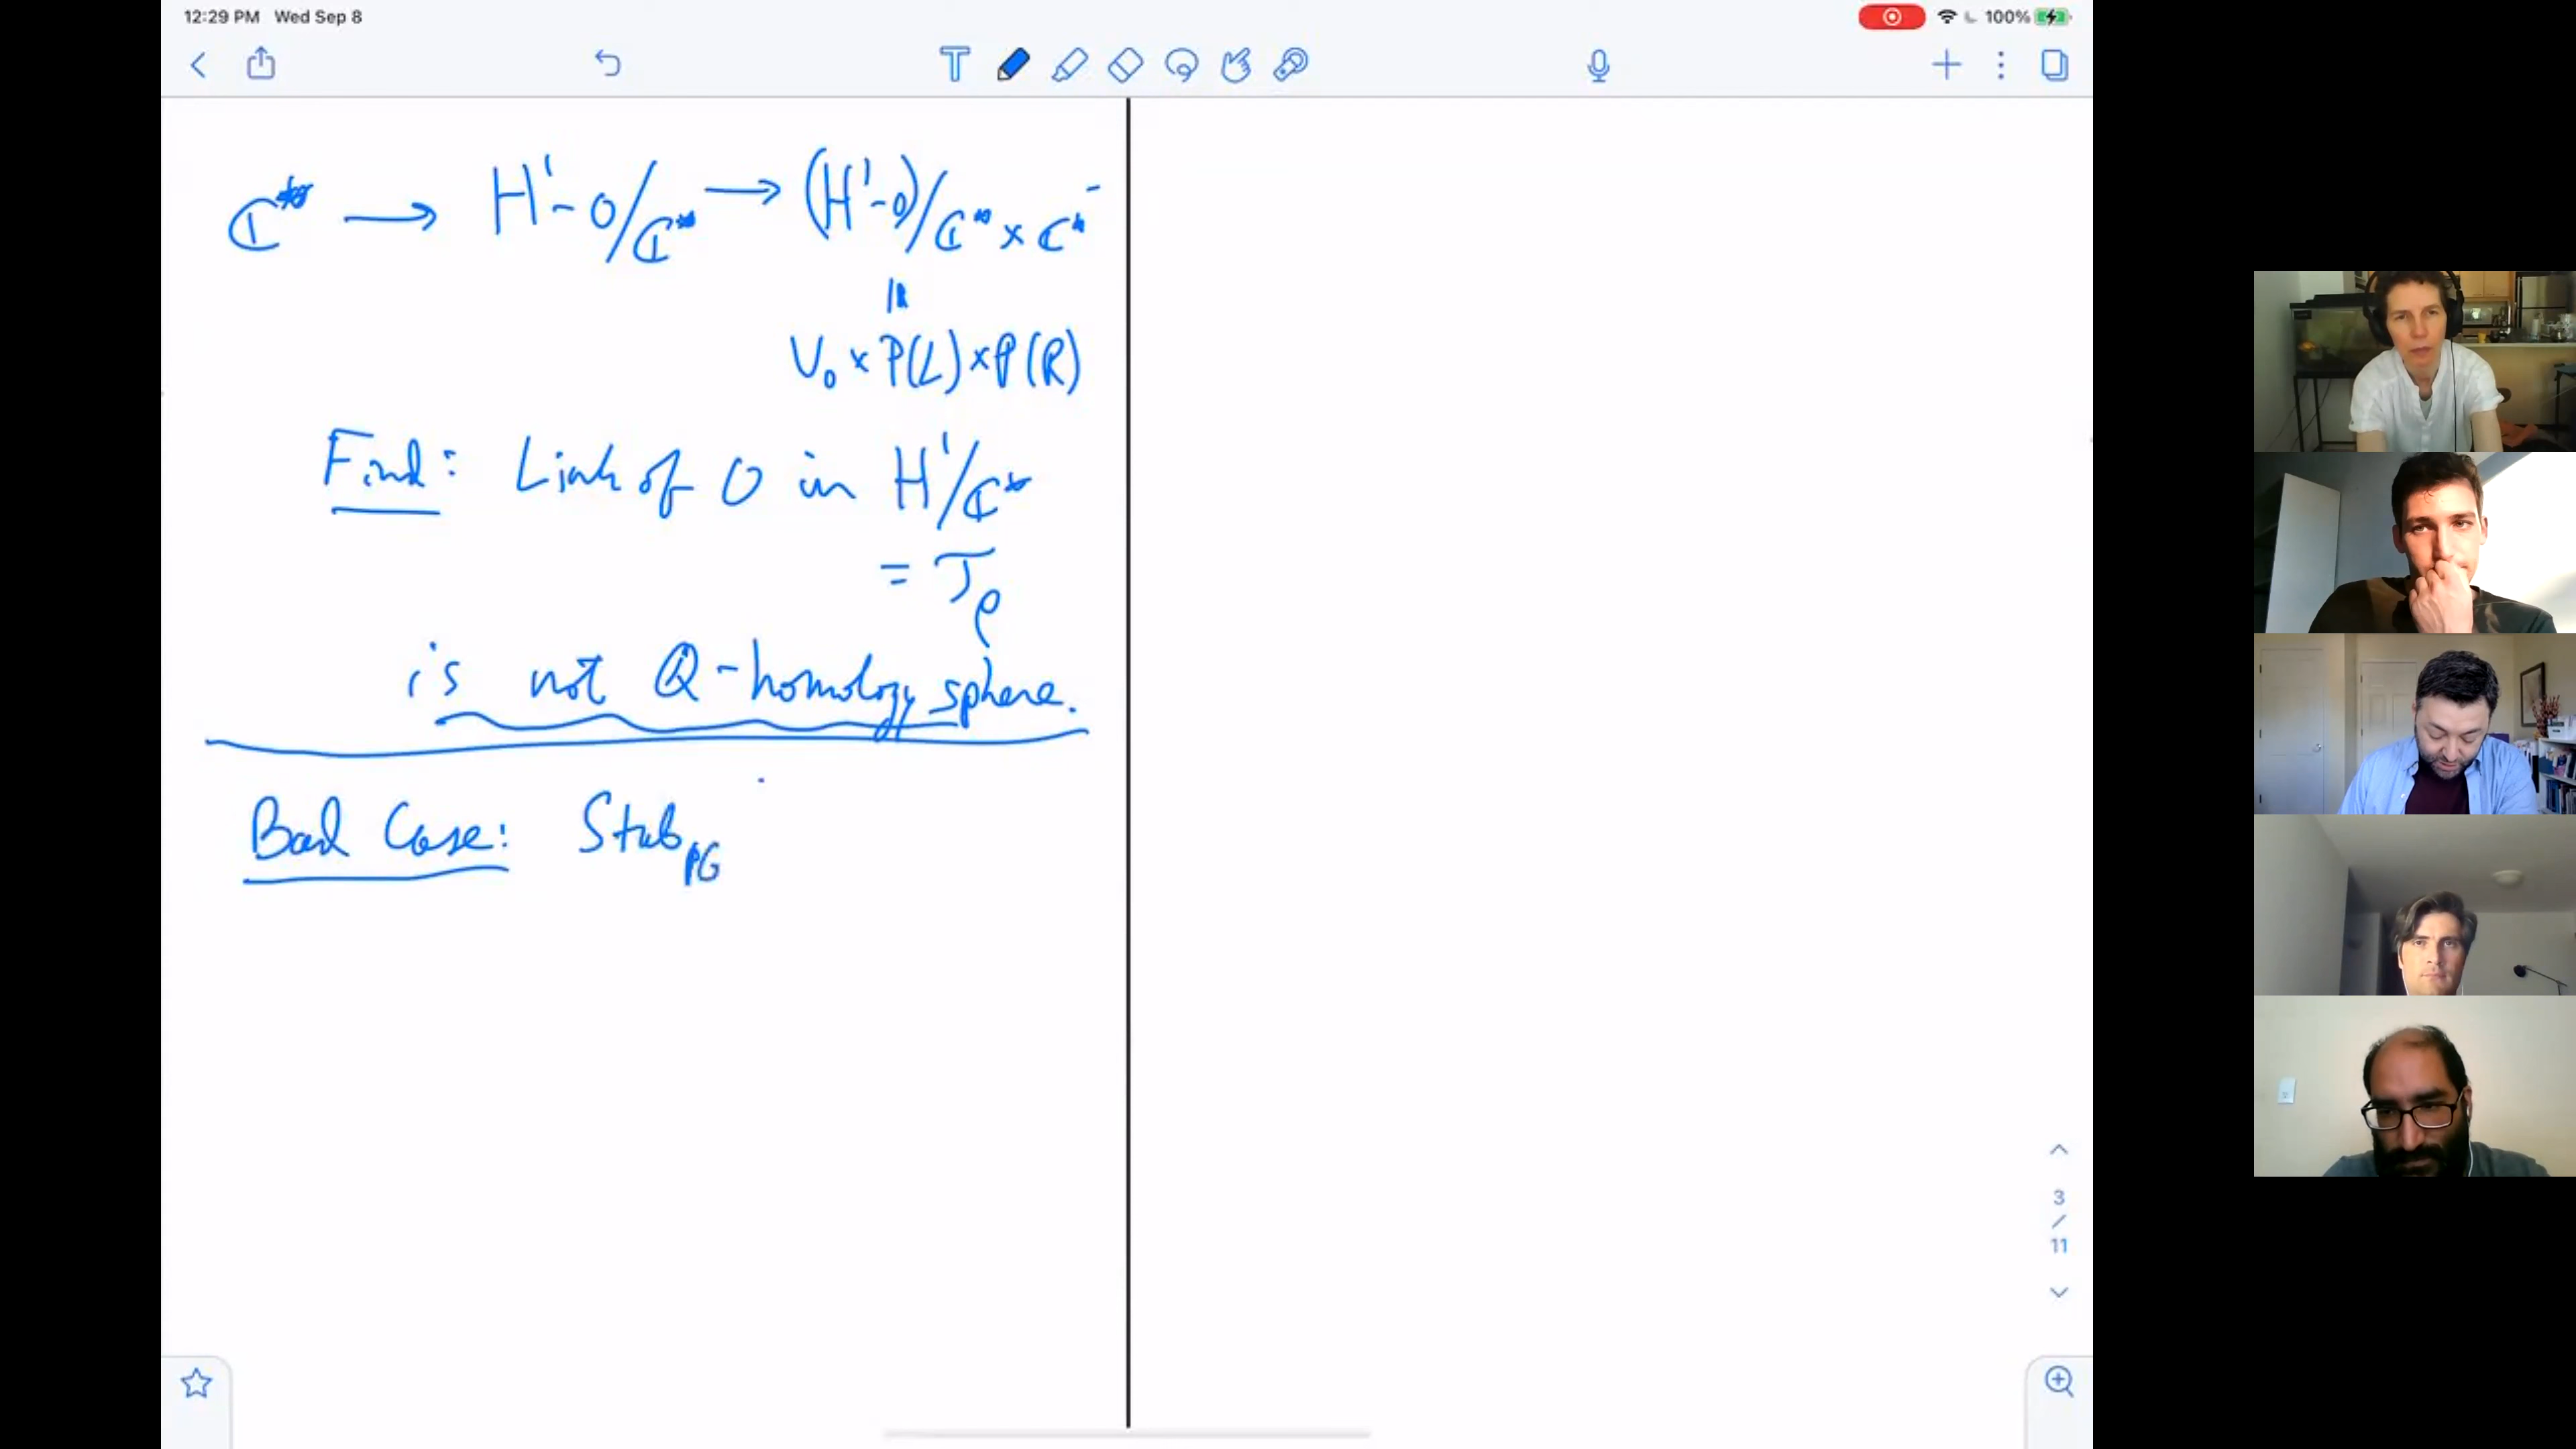 12:29 PM Wed Sep 8
100%
T
ℂ* → H¹-0/ℂ* → (H¹-0)/ℂ* × ℂ*
V₀ × P(L) × P(R)
Find: Link of 0 in H¹/ℂ*
= T_ρ
is not ℚ-homology sphere.
Bad Case: Stab_PG
3
/
11